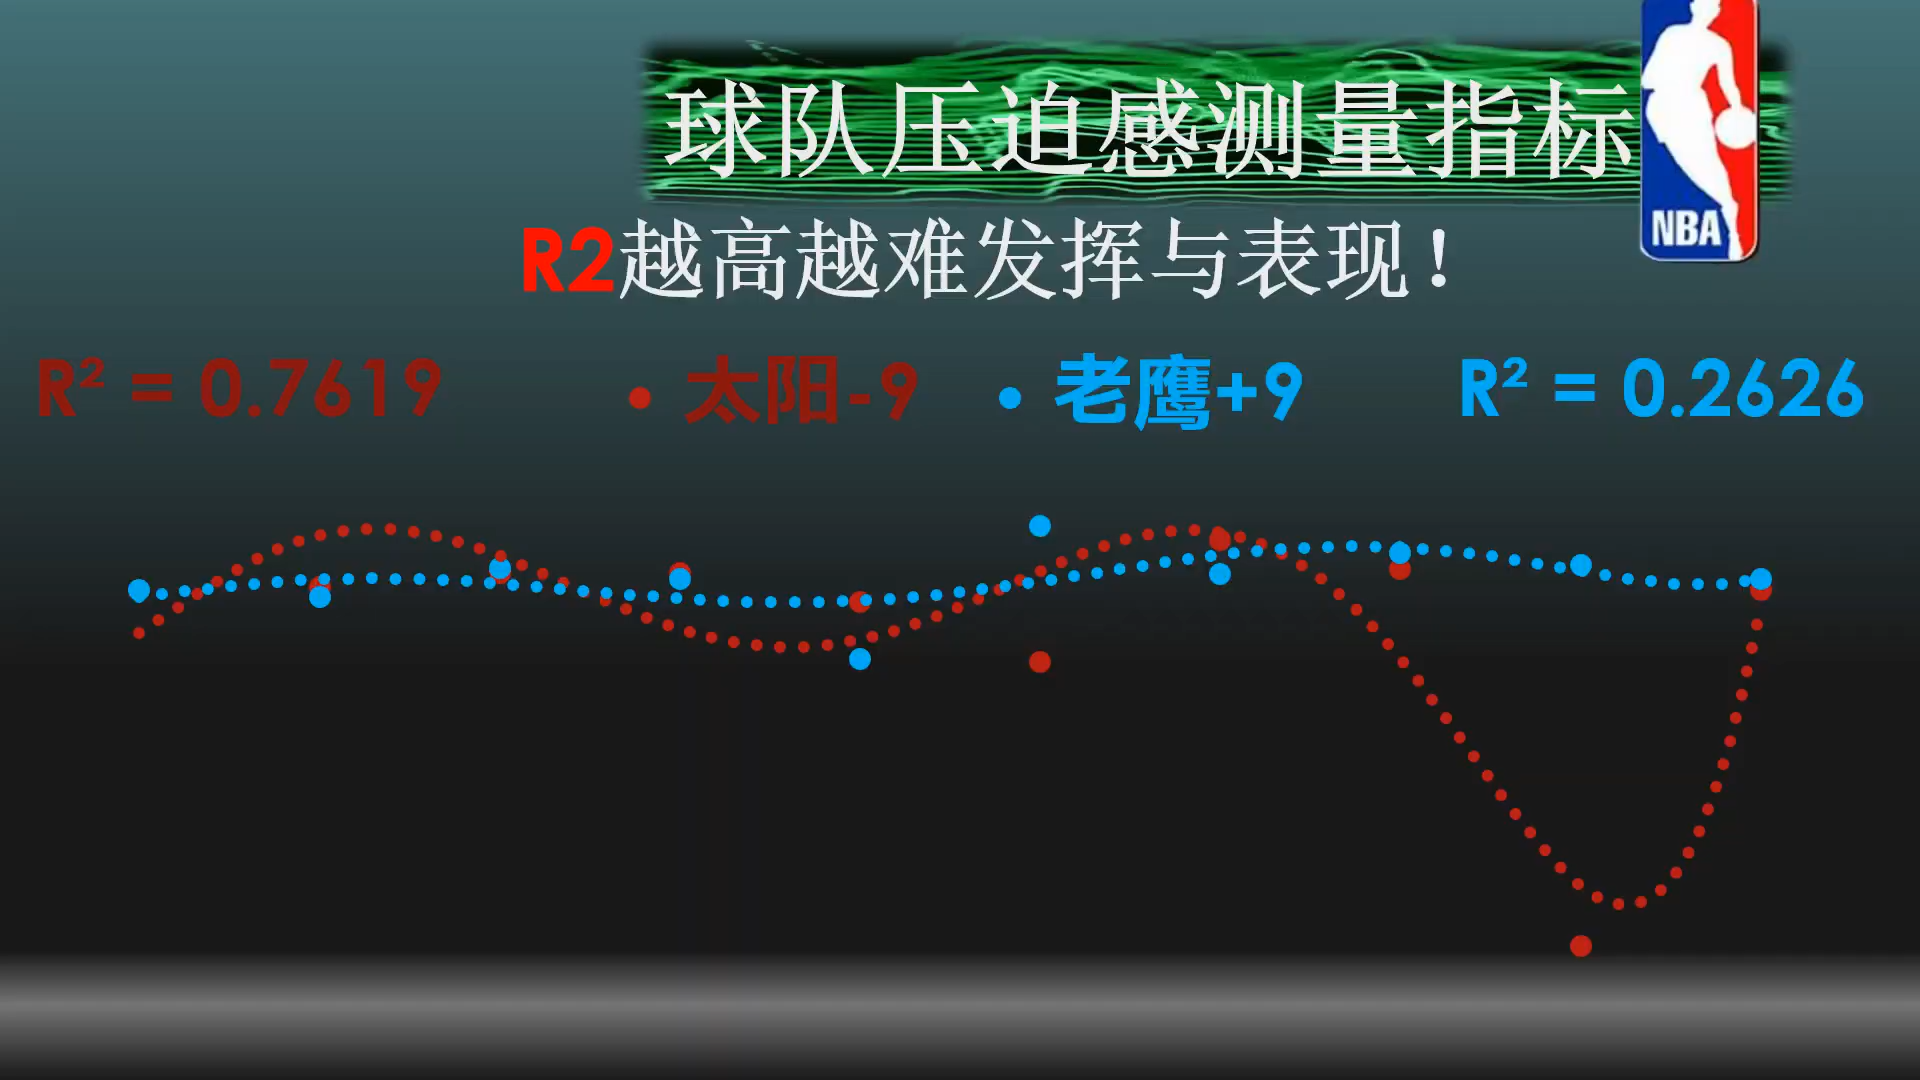 球队压迫感测量指标
NBA
R2越高越难发挥与表现！
R² = 0.7619
太阳-9
老鹰+9
R² = 0.2626